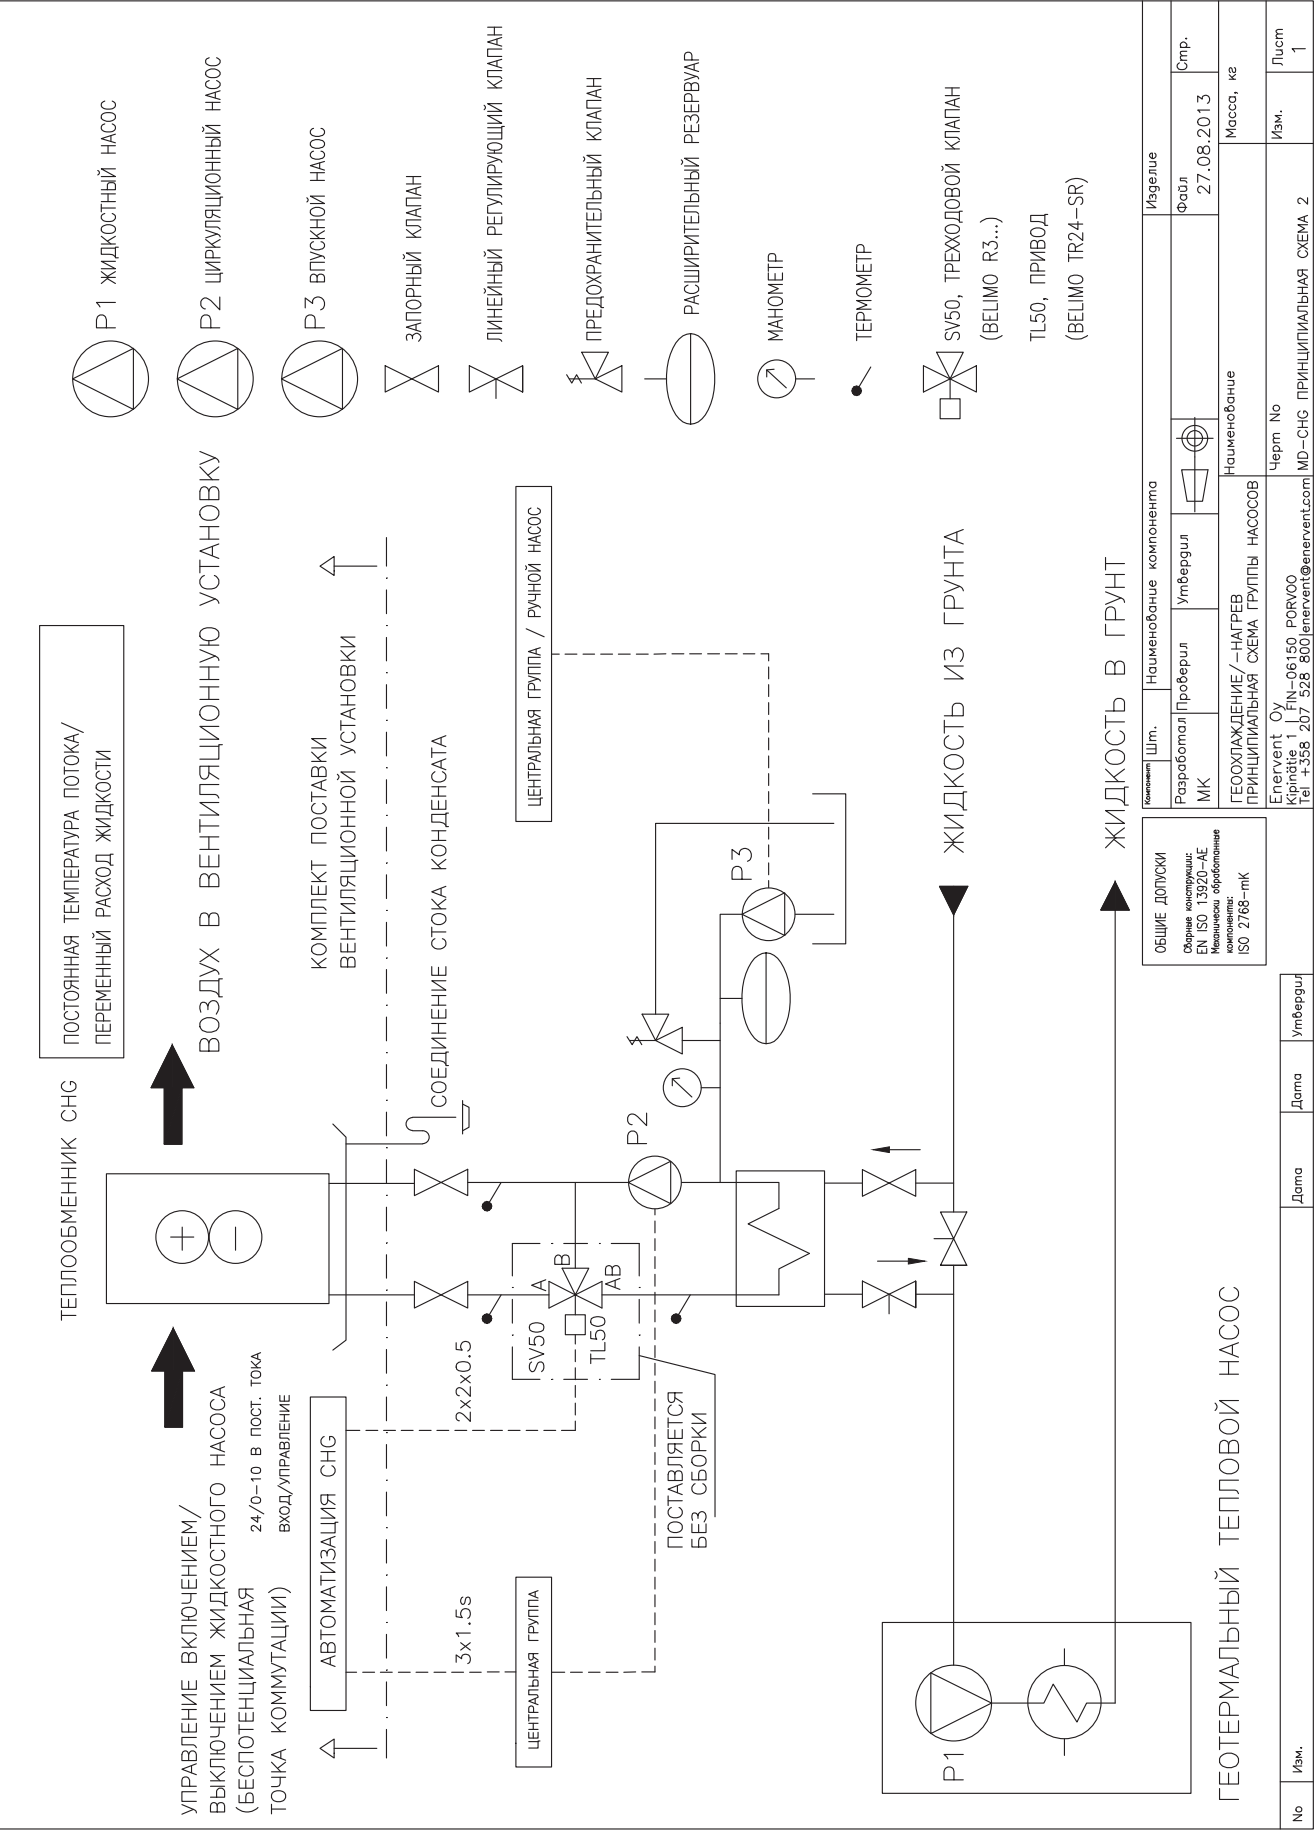 ТЕПЛООБМЕННИК CHG
ПОСТОЯННАЯ ТЕМПЕРАТУРА ПОТОКА/
ПЕРЕМЕННЫЙ РАСХОД ЖИДКОСТИ
ВОЗДУХ В ВЕНТИЛЯЦИОННУЮ УСТАНОВКУ
УПРАВЛЕНИЕ ВКЛЮЧЕНИЕМ/
ВЫКЛЮЧЕНИЕМ ЖИДКОСТНОГО НАСОСА
(БЕСПОТЕНЦИАЛЬНАЯ
ТОЧКА КОММУТАЦИИ)
24/0-10 В ПОСТ. ТОКА
ВХОД/УПРАВЛЕНИЕ
АВТОМАТИЗАЦИЯ CHG
КОМПЛЕКТ ПОСТАВКИ
ВЕНТИЛЯЦИОННОЙ УСТАНОВКИ
СОЕДИНЕНИЕ СТОКА КОНДЕНСАТА
3x1.5s
2x2x0.5
ЦЕНТРАЛЬНАЯ ГРУППА
SV50
A
B
TL50
AB
P2
ПОСТАВЛЯЕТСЯ
БЕЗ СБОРКИ
ЦЕНТРАЛЬНАЯ ГРУППА / РУЧНОЙ НАСОС
P3
ЖИДКОСТЬ ИЗ ГРУНТА
ЖИДКОСТЬ В ГРУНТ
P1
ГЕОТЕРМАЛЬНЫЙ ТЕПЛОВОЙ НАСОС
P1 ЖИДКОСТНЫЙ НАСОС
P2 ЦИРКУЛЯЦИОННЫЙ НАСОС
P3 ВПУСКНОЙ НАСОС
ЗАПОРНЫЙ КЛАПАН
ЛИНЕЙНЫЙ РЕГУЛИРУЮЩИЙ КЛАПАН
ПРЕДОХРАНИТЕЛЬНЫЙ КЛАПАН
РАСШИРИТЕЛЬНЫЙ РЕЗЕРВУАР
МАНОМЕТР
ТЕРМОМЕТР
SV50, ТРЕХХОДОВОЙ КЛАПАН
(BELIMO R3...)
TL50, ПРИВОД
(BELIMO TR24-SR)
ОБЩИЕ ДОПУСКИ
Сварные конструкции:
EN ISO 13920-AE
Механически обработанные
компоненты:
ISO 2768-mK
Компонент
Шт.
Наименование компонента
Изделие
Разработал
МК
Проверил
Утвердил
Файл
27.08.2013
Стр.
ГЕООХЛАЖДЕНИЕ/-НАГРЕВ
ПРИНЦИПИАЛЬНАЯ СХЕМА ГРУППЫ НАСОСОВ
Наименование
Масса, кг
Enervent Oy
Kipinätie 1 | FIN-06150 PORVOO
Tel +358 207 528 800|enervent@enervent.com
Черт No
MD-CHG ПРИНЦИПИАЛЬНАЯ СХЕМА 2
Изм.
Лист
1
No
Изм.
Дата
Дата
Утвердил